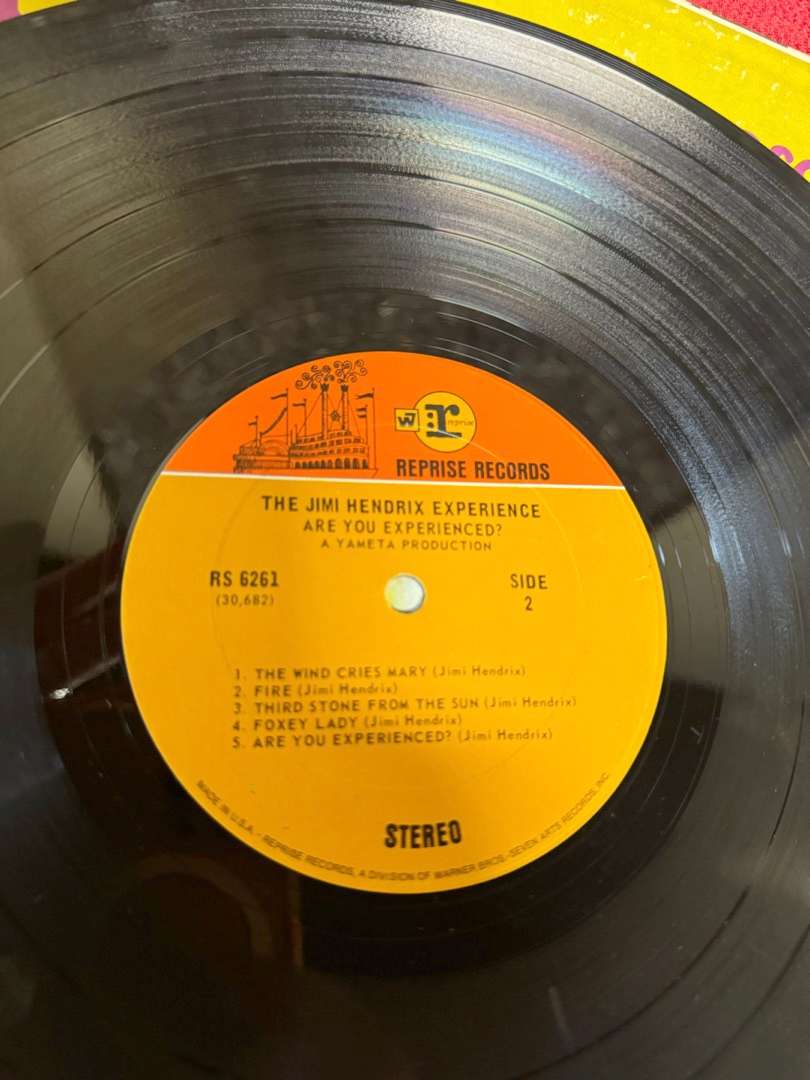 W
r
reprise
REPRISE RECORDS
THE JIMI HENDRIX EXPERIENCE
ARE YOU EXPERIENCED?
A YAMETA PRODUCTION
RS 6261
(30,682)
SIDE
2
1. THE WIND CRIES MARY (Jimi Hendrix)
2. FIRE (Jimi Hendrix)
3. THIRD STONE FROM THE SUN (Jimi Hendrix)
4. FOXEY LADY (Jimi Hendrix)
5. ARE YOU EXPERIENCED? (Jimi Hendrix)
STEREO
MADE IN U.S.A. - REPRISE RECORDS, A DIVISION OF WARNER BROS.-SEVEN ARTS RECORDS, INC.